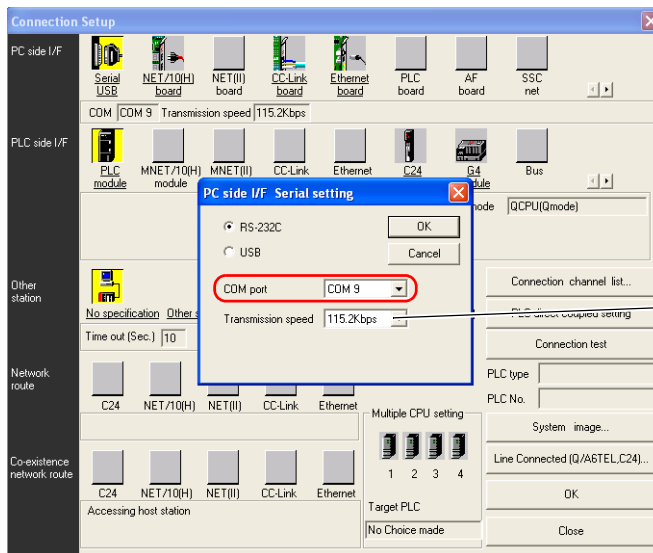 Connection Setup
PC side I/F
Serial USB
NET/10(H) board
NET(II) board
CC-Link board
Ethernet board
PLC board
AF board
SSC net
COM COM 9 Transmission speed 115.2Kbps
PLC side I/F
PLC module
MNET/10(H) module
MNET(II)
CC-Link
Ethernet
C24
G4
Bus
QCPU(Qmode)
PC side I/F Serial setting
RS-232C
OK
USB
Cancel
COM port COM 9
Transmission speed 115.2Kbps
Other station
No specification Other
Time out (Sec.) 10
Connection channel list...
PLC direct coupled setting
Connection test
PLC type
PLC No.
System image...
Line Connected (Q/A6TEL,C24)...
OK
Close
Network route
C24
NET/10(H)
NET(II)
CC-Link
Ethernet
Multiple CPU setting
1 2 3 4
Target PLC
No Choice made
Co-existence network route
C24
NET/10(H)
NET(II)
CC-Link
Ethernet
Accessing host station